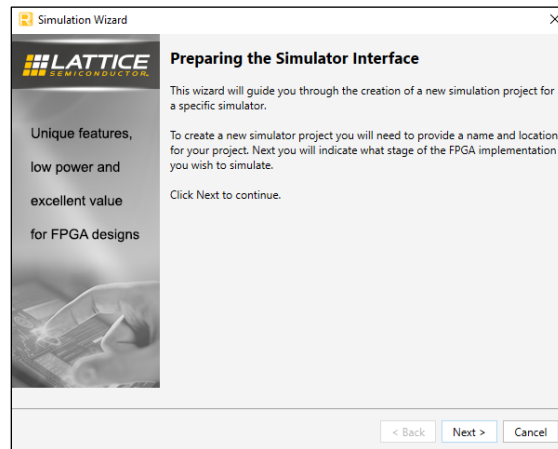 Simulation Wizard
LATTICE
SEMICONDUCTOR.
Unique features,
low power and
excellent value
for FPGA designs
Preparing the Simulator Interface
This wizard will guide you through the creation of a new simulation project for
a specific simulator.
To create a new simulator project you will need to provide a name and location
for your project. Next you will indicate what stage of the FPGA implementation
you wish to simulate.
Click Next to continue.
< Back Next > Cancel